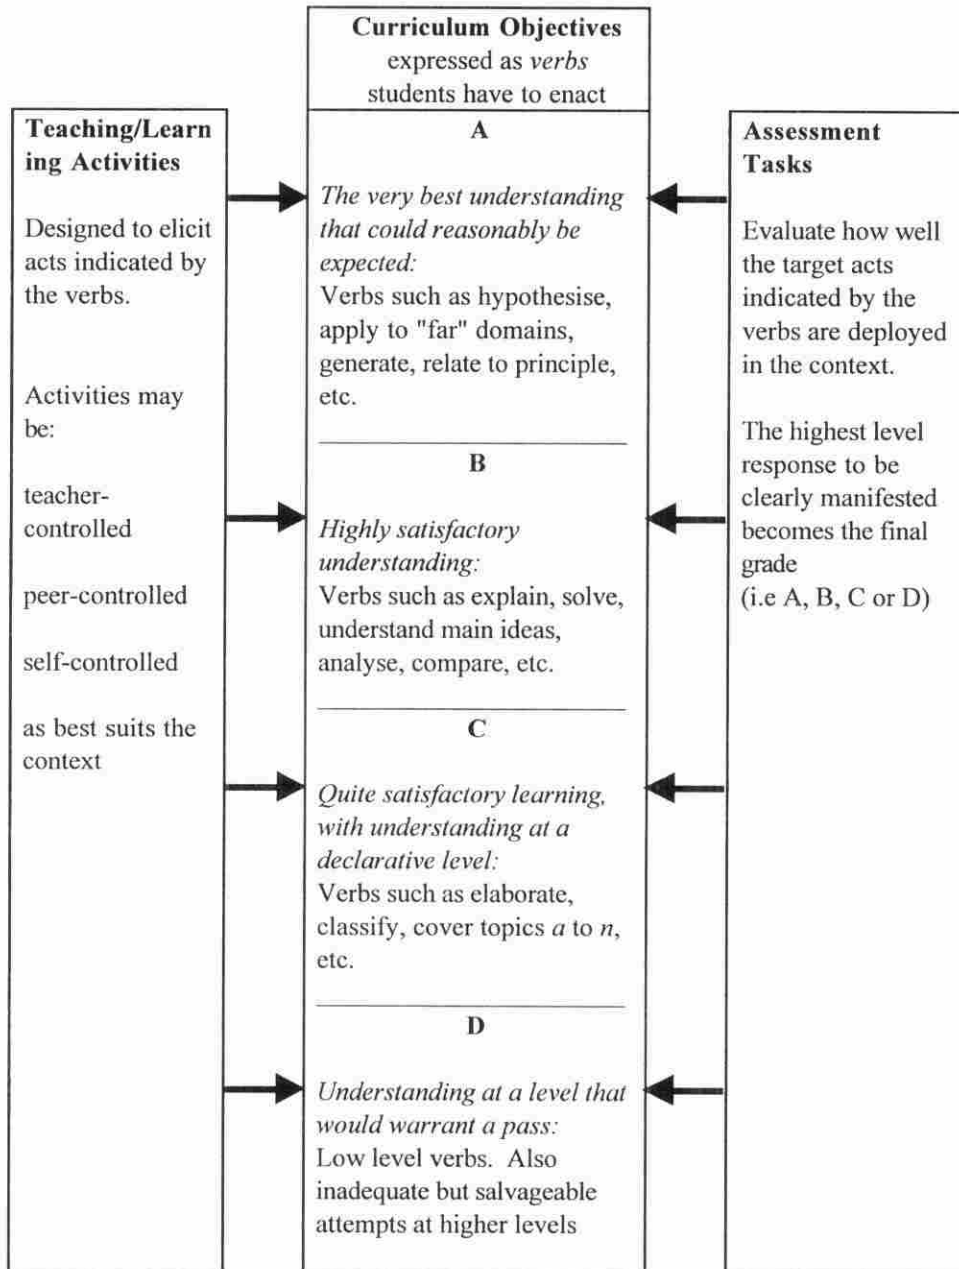 Curriculum Objectives
expressed as verbs
students have to enact
Teaching/Learn
ing Activities
Designed to elicit
acts indicated by
the verbs.
Activities may
be:
teacher-
controlled
peer-controlled
self-controlled
as best suits the
context
A
The very best understanding
that could reasonably be
expected:
Verbs such as hypothesise,
apply to "far" domains,
generate, relate to principle,
etc.
B
Highly satisfactory
understanding:
Verbs such as explain, solve,
understand main ideas,
analyse, compare, etc.
C
Quite satisfactory learning,
with understanding at a
declarative level:
Verbs such as elaborate,
classify, cover topics a to n,
etc.
D
Understanding at a level that
would warrant a pass:
Low level verbs. Also
inadequate but salvageable
attempts at higher levels
Assessment
Tasks
Evaluate how well
the target acts
indicated by the
verbs are deployed
in the context.
The highest level
response to be
clearly manifested
becomes the final
grade
(i.e A, B, C or D)